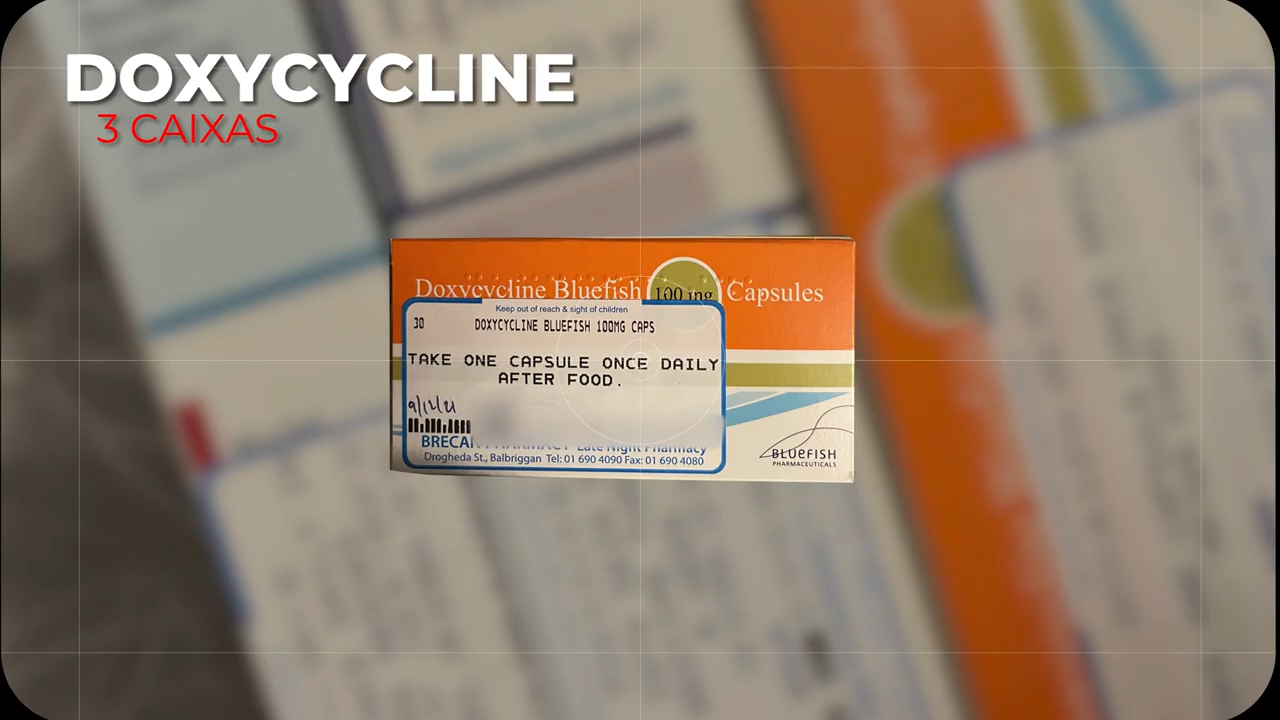 DOXYCYCLINE
3 CAIXAS
Doxycycline Bluefish 100 mg Capsules
Keep out of reach & sight of children
30 DOXYCYCLINE BLUEFISH 100MG CAPS
TAKE ONE CAPSULE ONCE DAILY
AFTER FOOD.
PHARMACY Late Night Pharmacy
Drogheda St., Balbriggan Tel: 01 690 4090 Fax: 01 690 4080
BLUEFISH
PHARMACEUTICALS